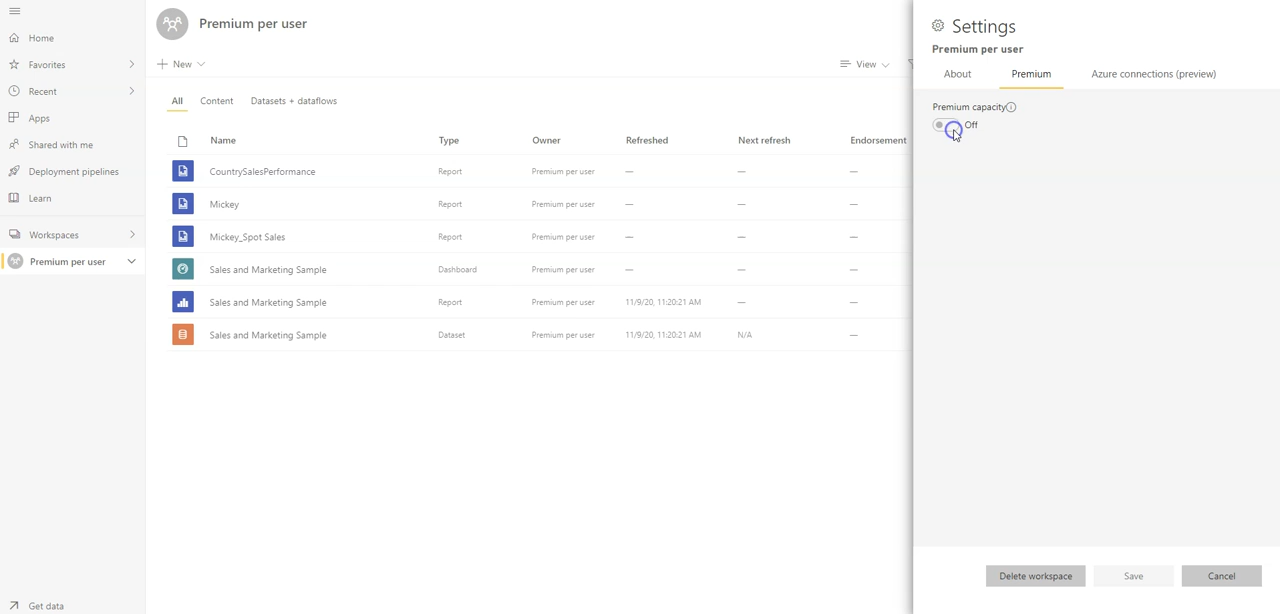 Home
Favorites
Recent
Apps
Shared with me
Deployment pipelines
Learn
Workspaces
Premium per user
Get data
Premium per user
New
View
All Content Datasets + dataflows
Name Type Owner Refreshed Next refresh Endorsement
CountrySalesPerformance Report Premium per user — — —
Mickey Report Premium per user — — —
Mickey_Spot Sales Report Premium per user — — —
Sales and Marketing Sample Dashboard Premium per user — — —
Sales and Marketing Sample Report Premium per user 11/9/20, 11:20:21 AM — —
Sales and Marketing Sample Dataset Premium per user 11/9/20, 11:20:21 AM N/A —
Settings
Premium per user
About Premium Azure connections (preview)
Premium capacity
Off
Delete workspace Save Cancel